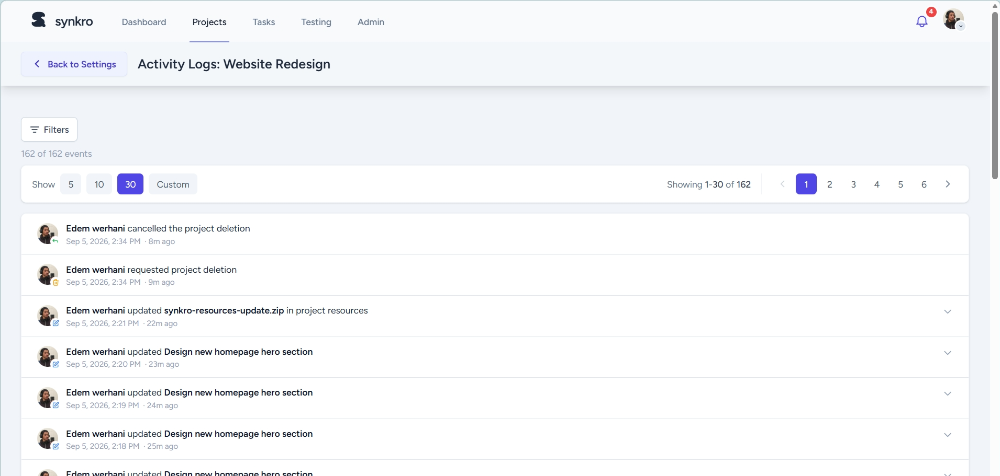 synkro
Dashboard
Projects
Tasks
Testing
Admin
4
Back to Settings
Activity Logs: Website Redesign
Filters
162 of 162 events
Show 5 10 30 Custom
Showing 1-30 of 162
1 2 3 4 5 6
Edem werhani cancelled the project deletion
Sep 5, 2026, 2:34 PM · 8m ago
Edem werhani requested project deletion
Sep 5, 2026, 2:34 PM · 9m ago
Edem werhani updated synkro-resources-update.zip in project resources
Sep 5, 2026, 2:21 PM · 22m ago
Edem werhani updated Design new homepage hero section
Sep 5, 2026, 2:20 PM · 23m ago
Edem werhani updated Design new homepage hero section
Sep 5, 2026, 2:19 PM · 24m ago
Edem werhani updated Design new homepage hero section
Sep 5, 2026, 2:18 PM · 25m ago
Edem werhani updated Design new homepage hero section